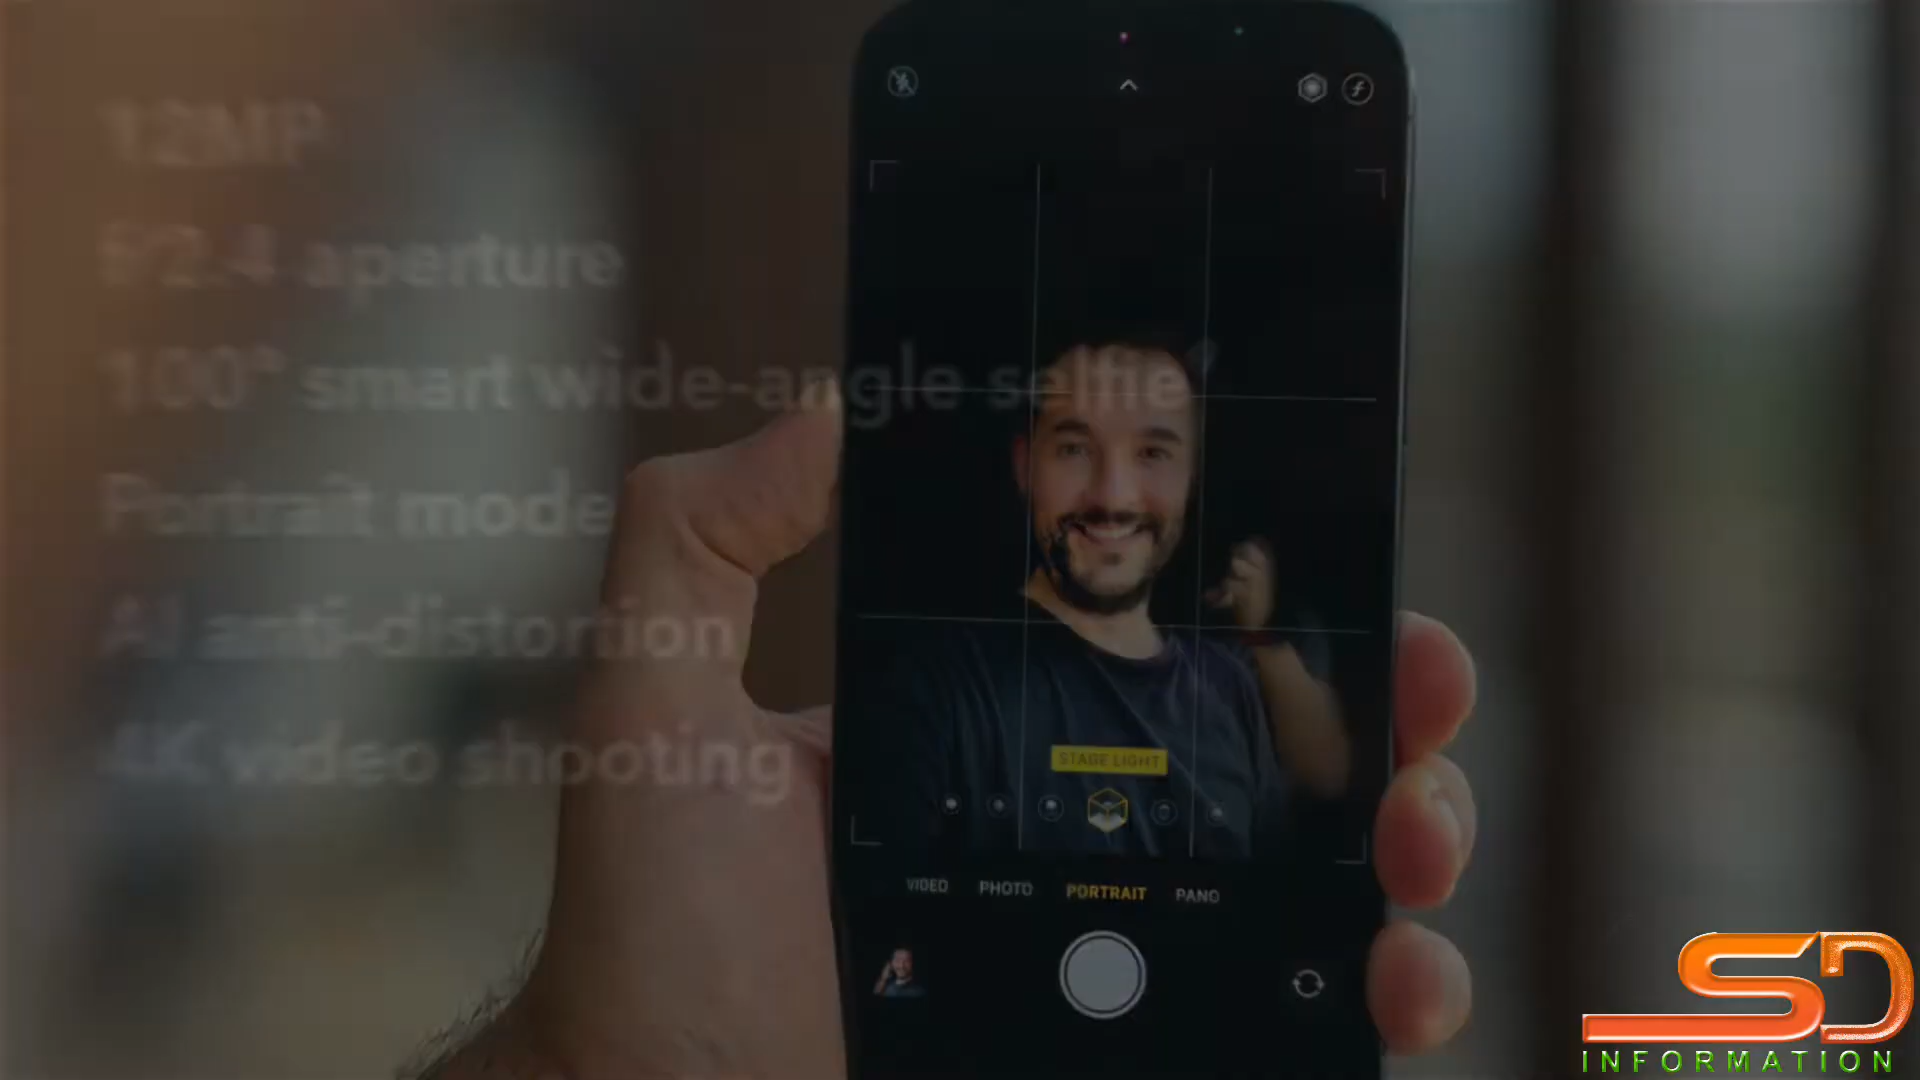 12MP
F2.4 aperture
100° smart wide-angle selfie
Portrait mode
AI anti-distortion
4K video shooting
STAGE LIGHT
VIDEO PHOTO PORTRAIT PANO
SD
INFORMATION